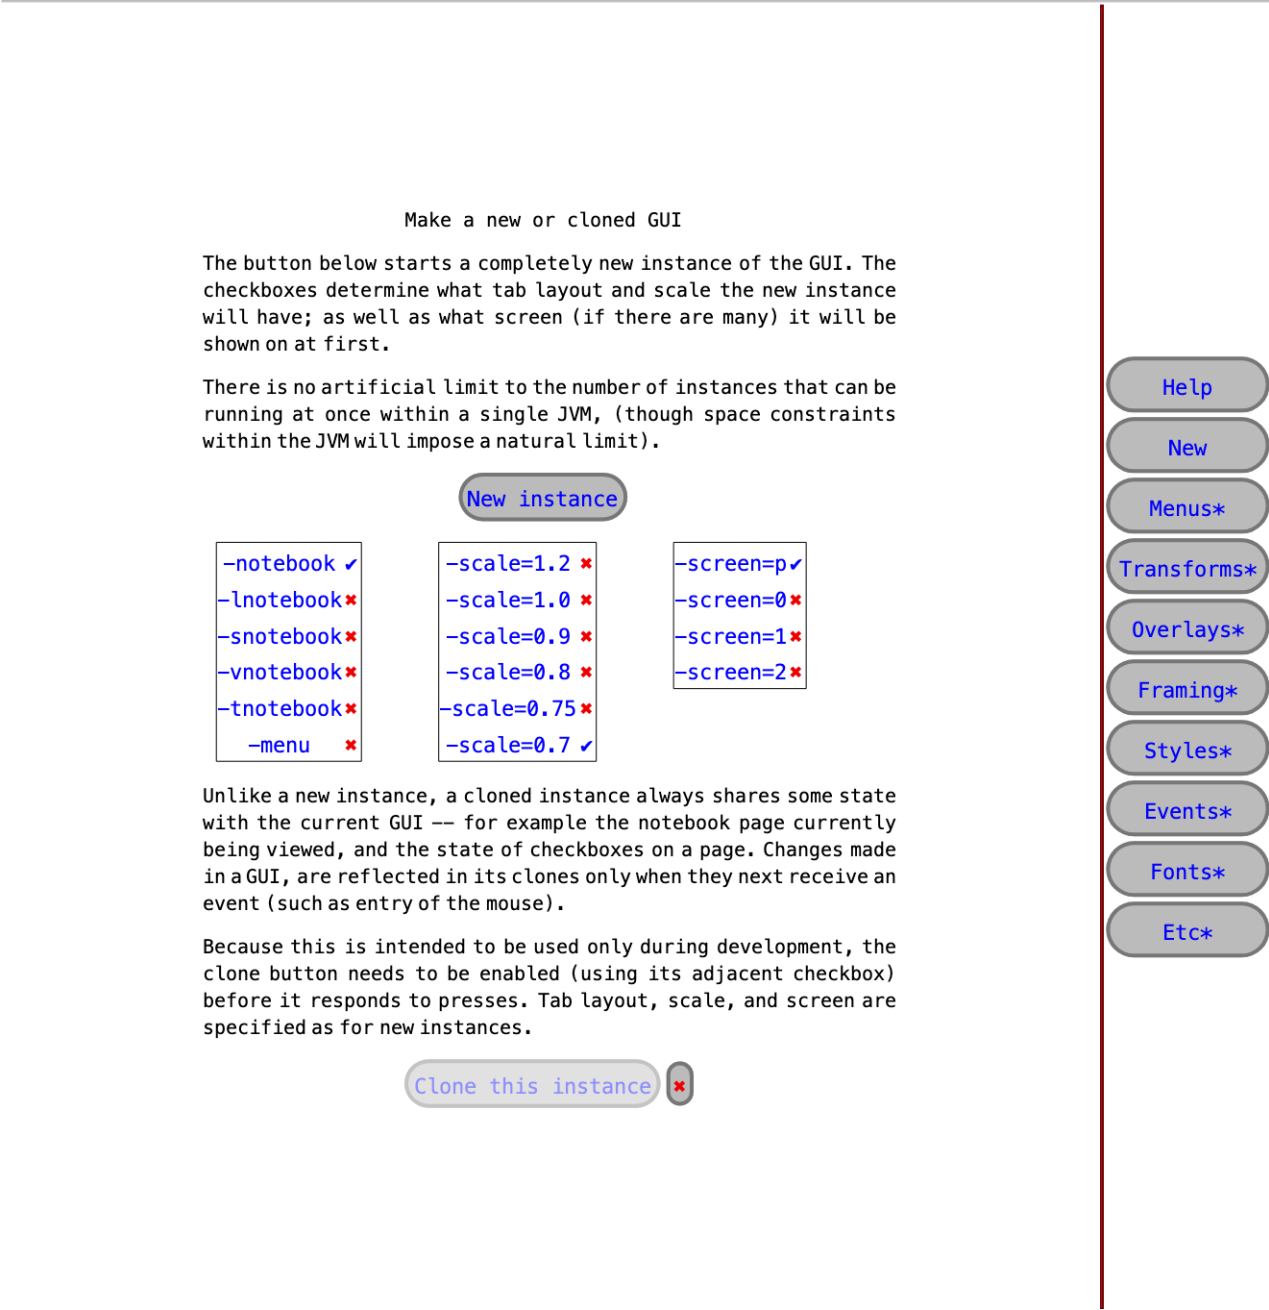 Make a new or cloned GUI
The button below starts a completely new instance of the GUI. The
checkboxes determine what tab layout and scale the new instance
will have; as well as what screen (if there are many) it will be
shown on at first.
There is no artificial limit to the number of instances that can be
running at once within a single JVM, (though space constraints
within the JVM will impose a natural limit).
New instance
-notebook ✔
-lnotebook ✖
-snotebook ✖
-vnotebook ✖
-tnotebook ✖
-menu ✖
-scale=1.2 ✖
-scale=1.0 ✖
-scale=0.9 ✖
-scale=0.8 ✖
-scale=0.75 ✖
-scale=0.7 ✔
-screen=p ✔
-screen=0 ✖
-screen=1 ✖
-screen=2 ✖
Unlike a new instance, a cloned instance always shares some state
with the current GUI -- for example the notebook page currently
being viewed, and the state of checkboxes on a page. Changes made
in a GUI, are reflected in its clones only when they next receive an
event (such as entry of the mouse).
Because this is intended to be used only during development, the
clone button needs to be enabled (using its adjacent checkbox)
before it responds to presses. Tab layout, scale, and screen are
specified as for new instances.
Clone this instance ✖
Help
New
Menus*
Transforms*
Overlays*
Framing*
Styles*
Events*
Fonts*
Etc*